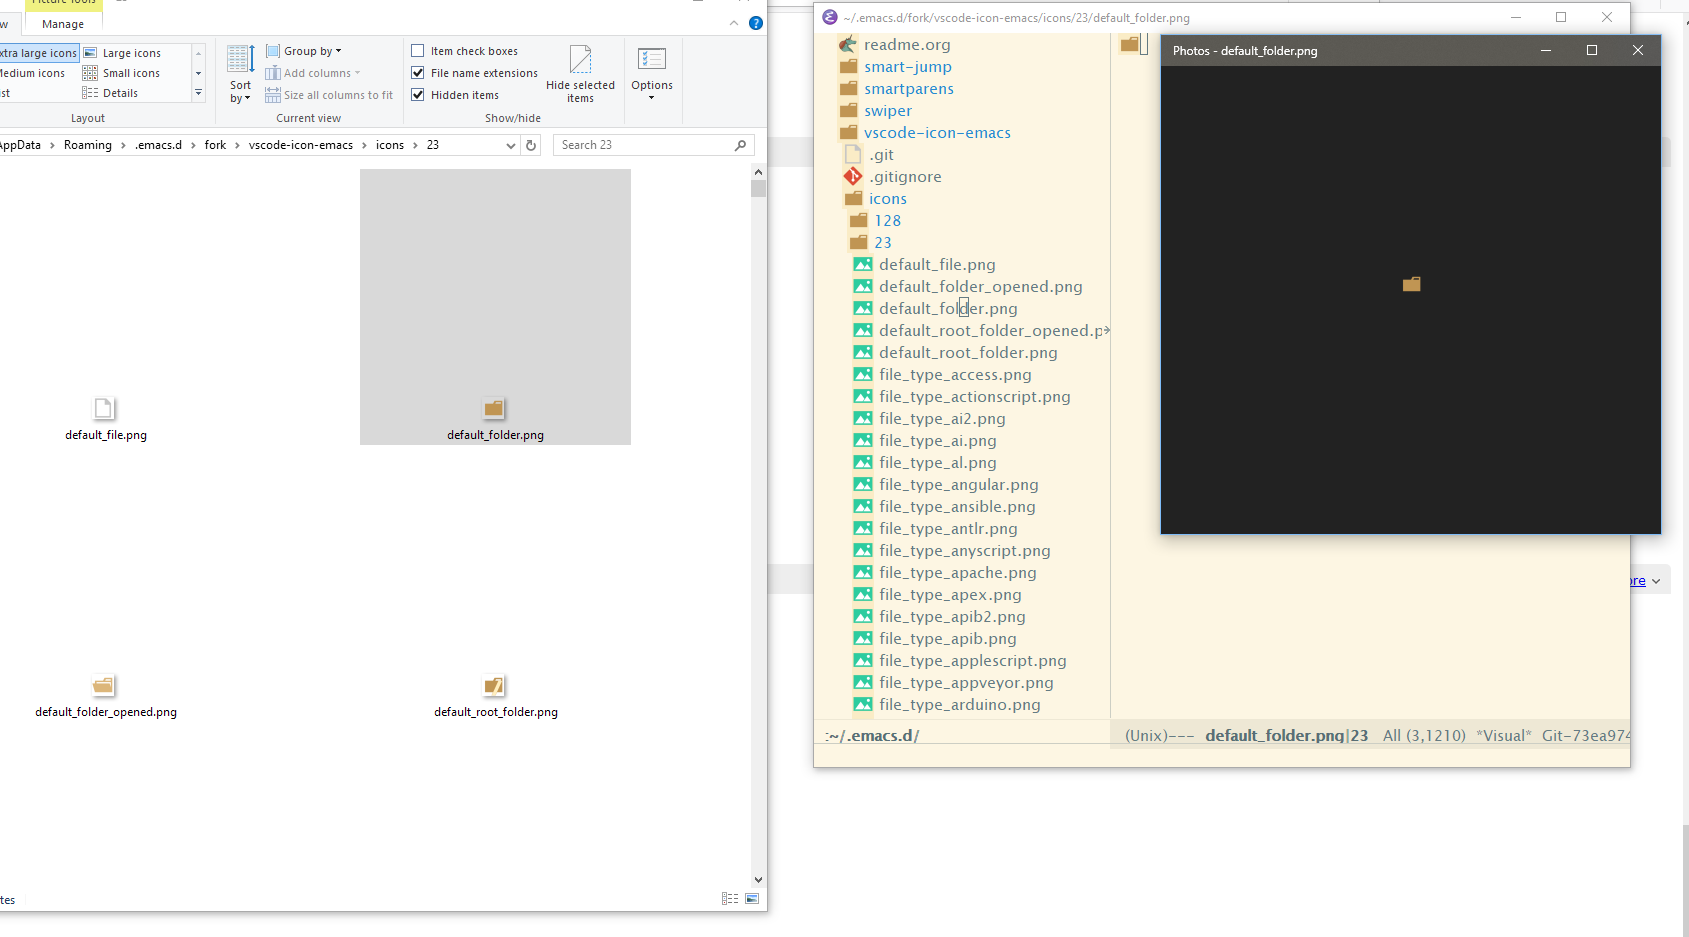 Picture Tools
Manage
xtra large icons
Large icons
Medium icons
Small icons
ist
Details
Layout
Sort by
Group by
Add columns
Size all columns to fit
Current view
Item check boxes
File name extensions
Hidden items
Hide selected items
Show/hide
Options
AppData > Roaming > .emacs.d > fork > vscode-icon-emacs > icons > 23
Search 23
default_file.png
default_folder.png
default_folder_opened.png
default_root_folder.png
tes
~/.emacs.d/fork/vscode-icon-emacs/icons/23/default_folder.png
readme.org
smart-jump
smartparens
swiper
vscode-icon-emacs
.git
.gitignore
icons
128
23
default_file.png
default_folder_opened.png
default_folder.png
default_root_folder_opened.p
default_root_folder.png
file_type_access.png
file_type_actionscript.png
file_type_ai2.png
file_type_ai.png
file_type_al.png
file_type_angular.png
file_type_ansible.png
file_type_antlr.png
file_type_anyscript.png
file_type_apache.png
file_type_apex.png
file_type_apib2.png
file_type_apib.png
file_type_applescript.png
file_type_appveyor.png
file_type_arduino.png
:~/.emacs.d/
(Unix)--- default_folder.png|23 All (3,1210) *Visual* Git-73ea974
Photos - default_folder.png
ore